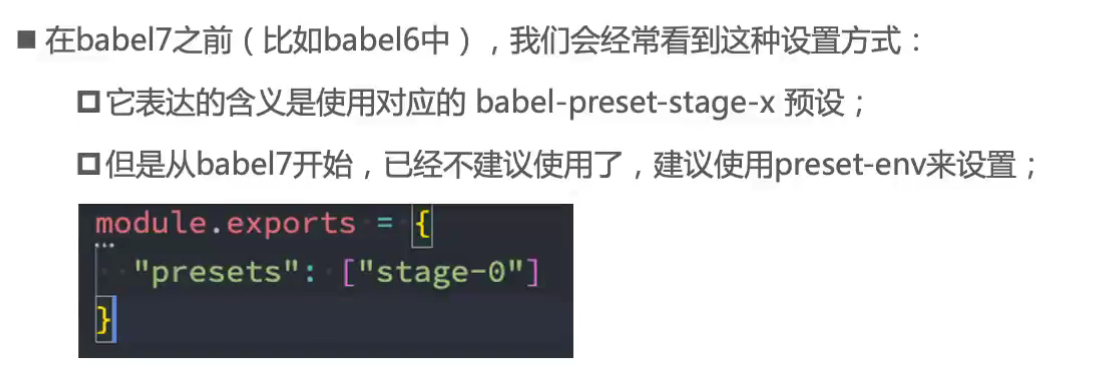 ■ 在babel7之前（比如babel6中），我们会经常看到这种设置方式：
它表达的含义是使用对应的 babel-preset-stage-x 预设；
但是从babel7开始，已经不建议使用了，建议使用preset-env来设置；
module.exports = {
"presets": ["stage-0"]
}